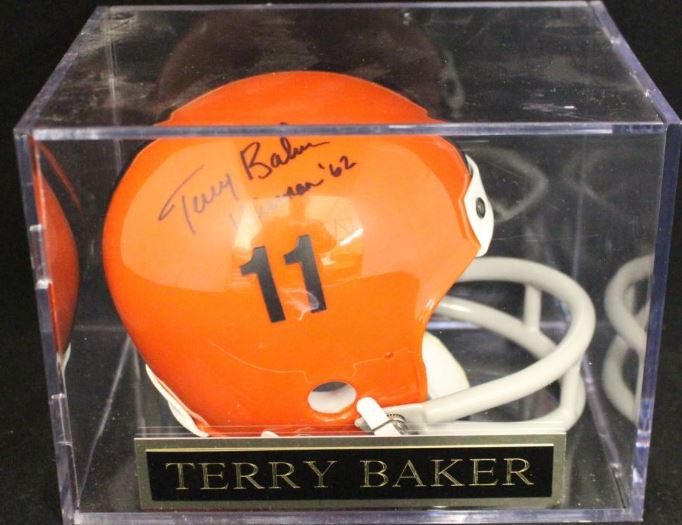 Terry Baker
Heisman '62
11
TERRY BAKER